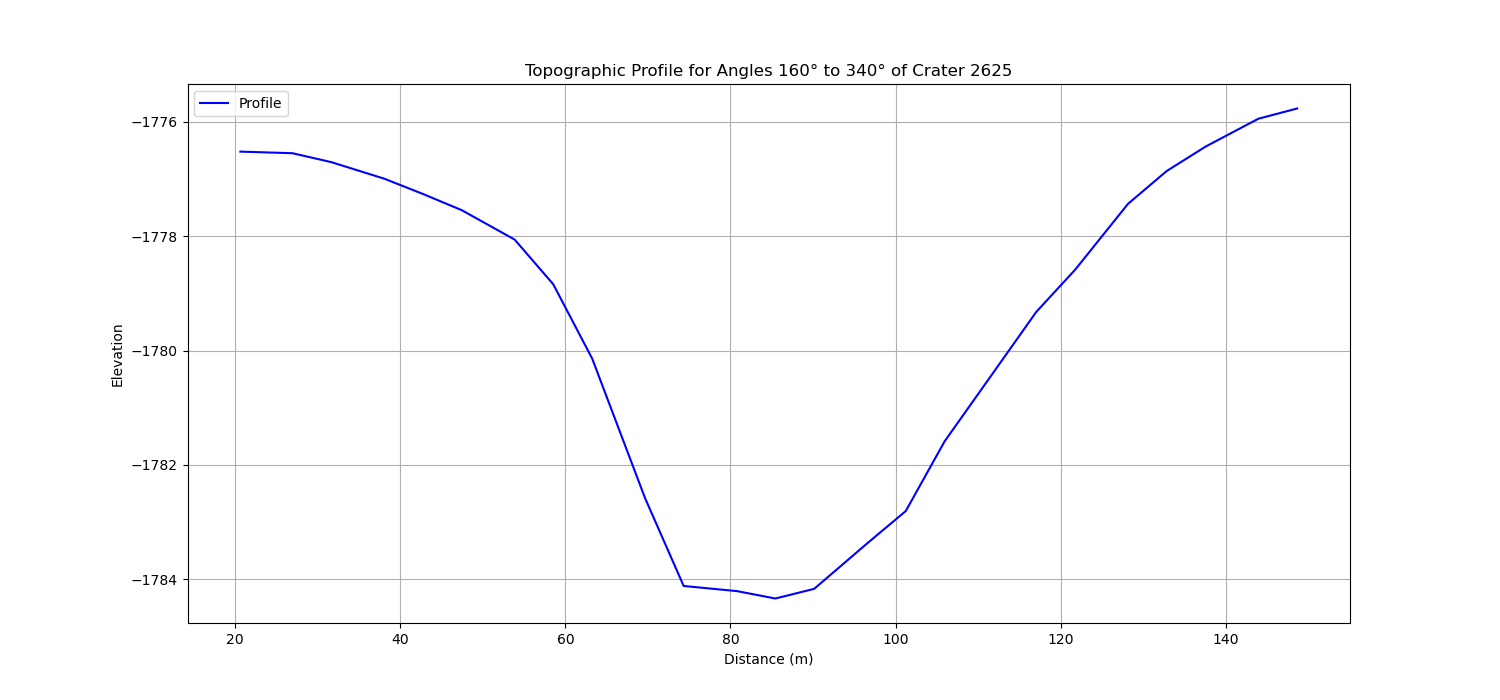 Topographic Profile for Angles 160° to 340° of Crater 2625
Profile
−1776
−1778
−1780
−1782
−1784
Elevation
20 40 60 80 100 120 140
Distance (m)